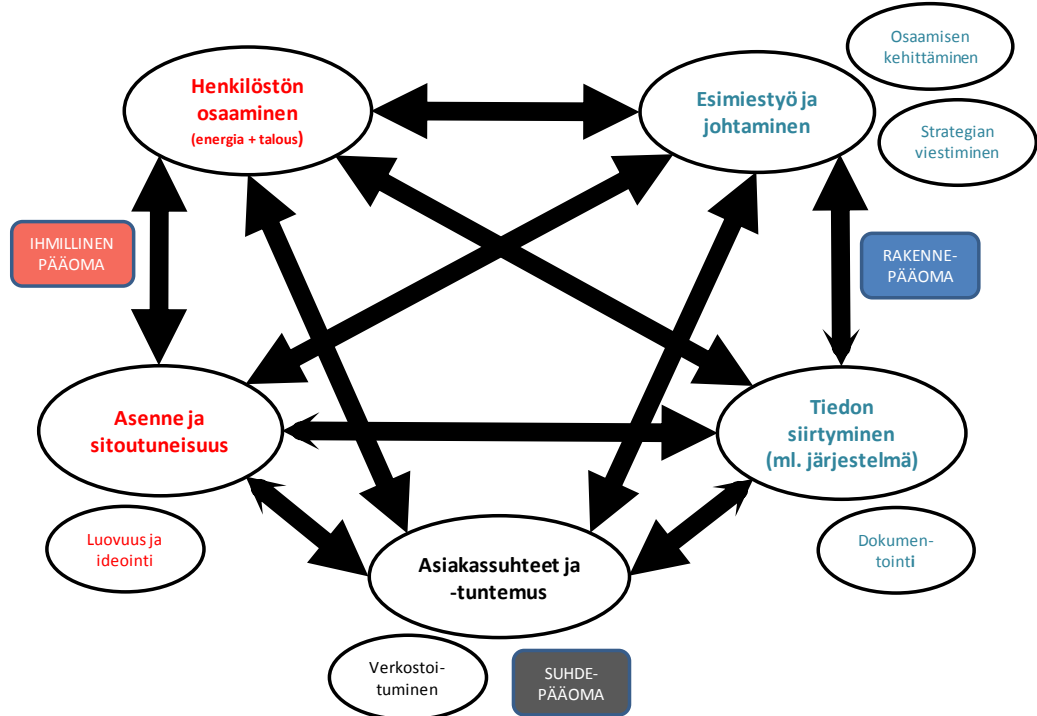 Osaamisen
kehittäminen
Henkilöstön
osaaminen
(energia + talous)
Esimiestyö ja
johtaminen
Strategian
viestiminen
IHMILLINEN
PÄÄOMA
RAKENNE-
PÄÄOMA
Asenne ja
sitoutuneisuus
Tiedon
siirtyminen
(ml. järjestelmä)
Luovuus ja
ideointi
Asiakassuhteet ja
-tuntemus
Dokumen-
tointi
Verkostoi-
tuminen
SUHDE-
PÄÄOMA